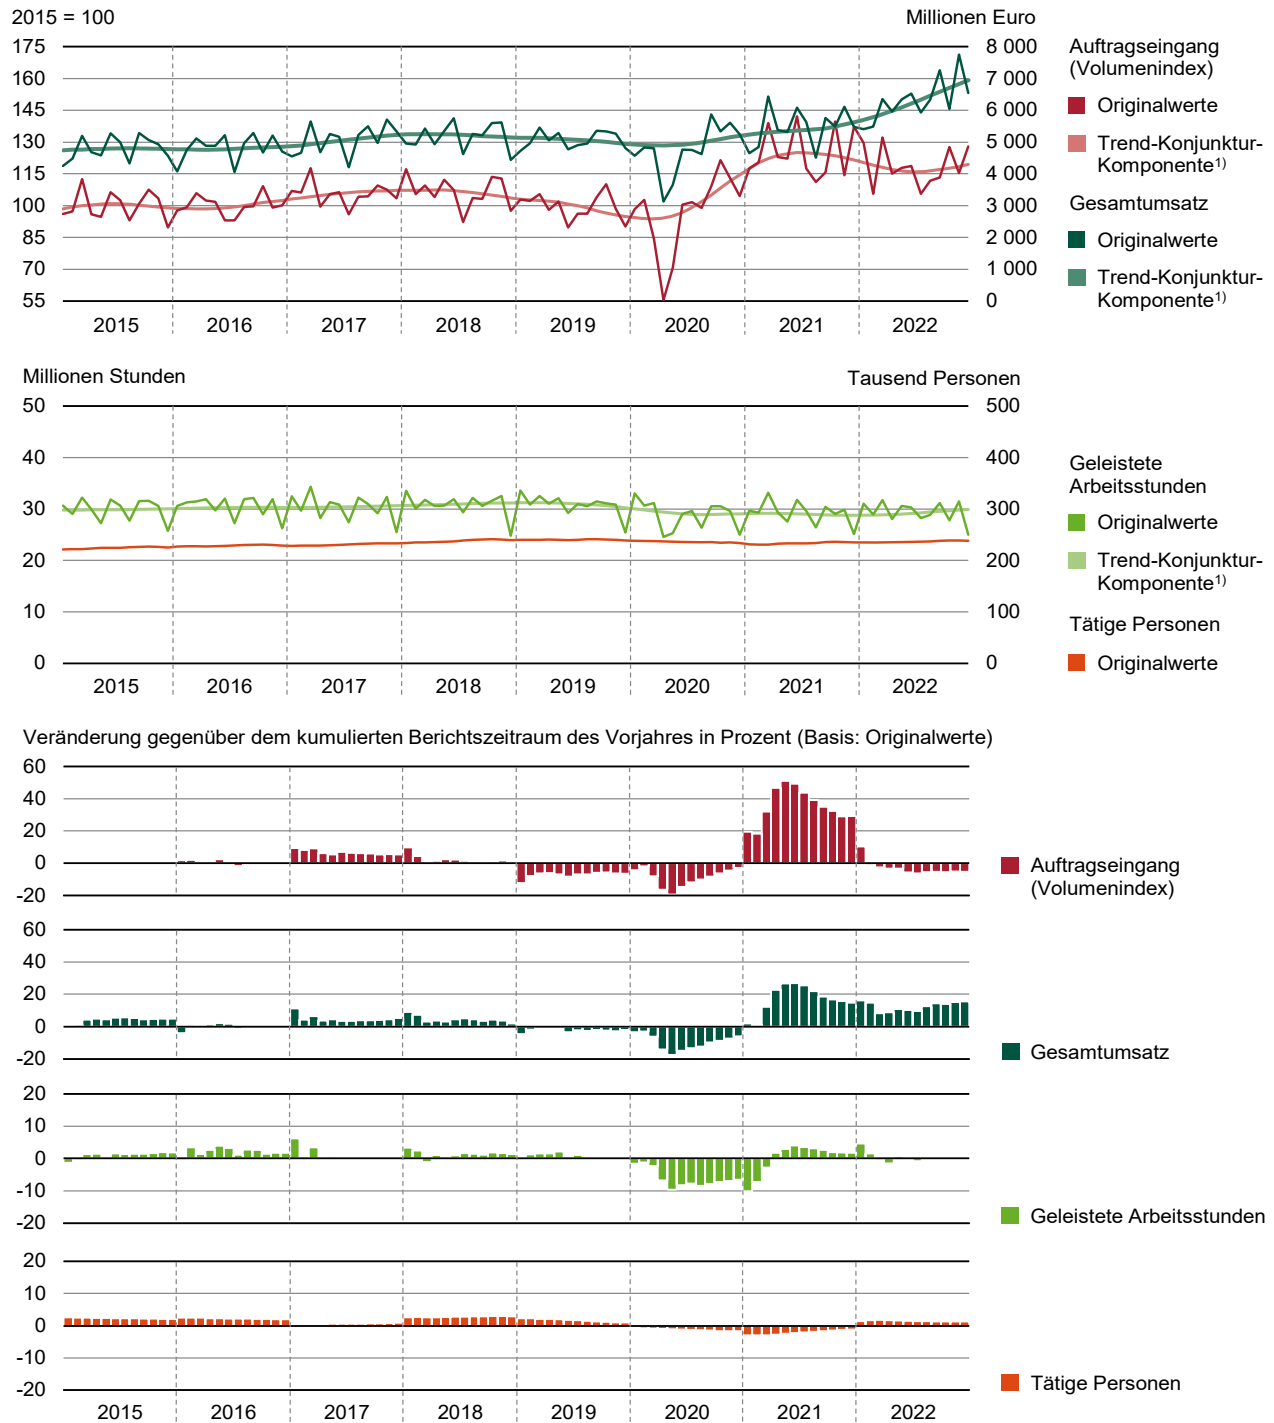 2015 = 100
Millionen Euro
175
160
145
130
115
100
85
70
55
8 000
7 000
6 000
5 000
4 000
3 000
2 000
1 000
0
2015 2016 2017 2018 2019 2020 2021 2022
Auftragseingang
(Volumenindex)
Originalwerte
Trend-Konjunktur-
Komponente1)
Gesamtumsatz
Originalwerte
Trend-Konjunktur-
Komponente1)
Millionen Stunden
Tausend Personen
50
40
30
20
10
0
500
400
300
200
100
0
2015 2016 2017 2018 2019 2020 2021 2022
Geleistete
Arbeitsstunden
Originalwerte
Trend-Konjunktur-
Komponente1)
Tätige Personen
Originalwerte
Veränderung gegenüber dem kumulierten Berichtszeitraum des Vorjahres in Prozent (Basis: Originalwerte)
60
40
20
0
-20
Auftragseingang
(Volumenindex)
60
40
20
0
-20
Gesamtumsatz
20
10
0
-10
-20
Geleistete Arbeitsstunden
20
10
0
-10
-20
Tätige Personen
2015 2016 2017 2018 2019 2020 2021 2022